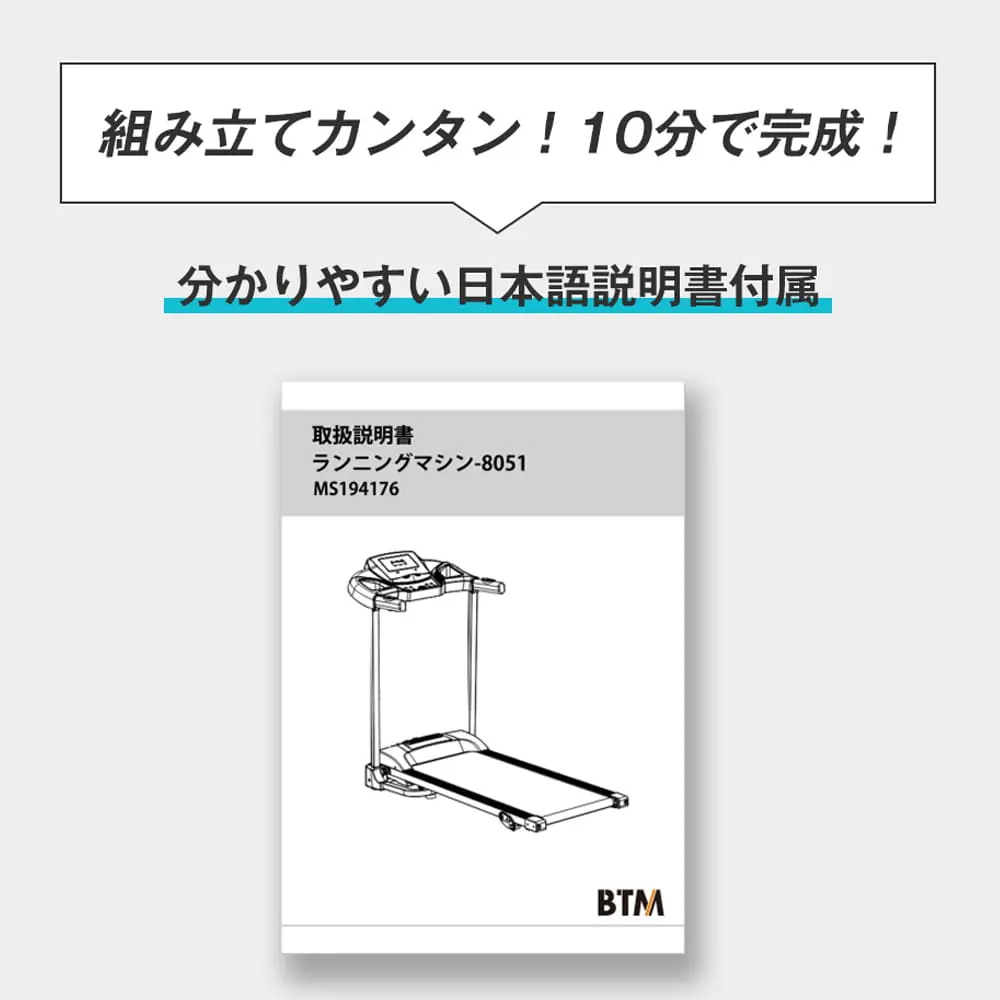 組み立てカンタン！10分で完成！
分かりやすい日本語説明書付属
取扱説明書
ランニングマシン-8051
MS194176
BTM